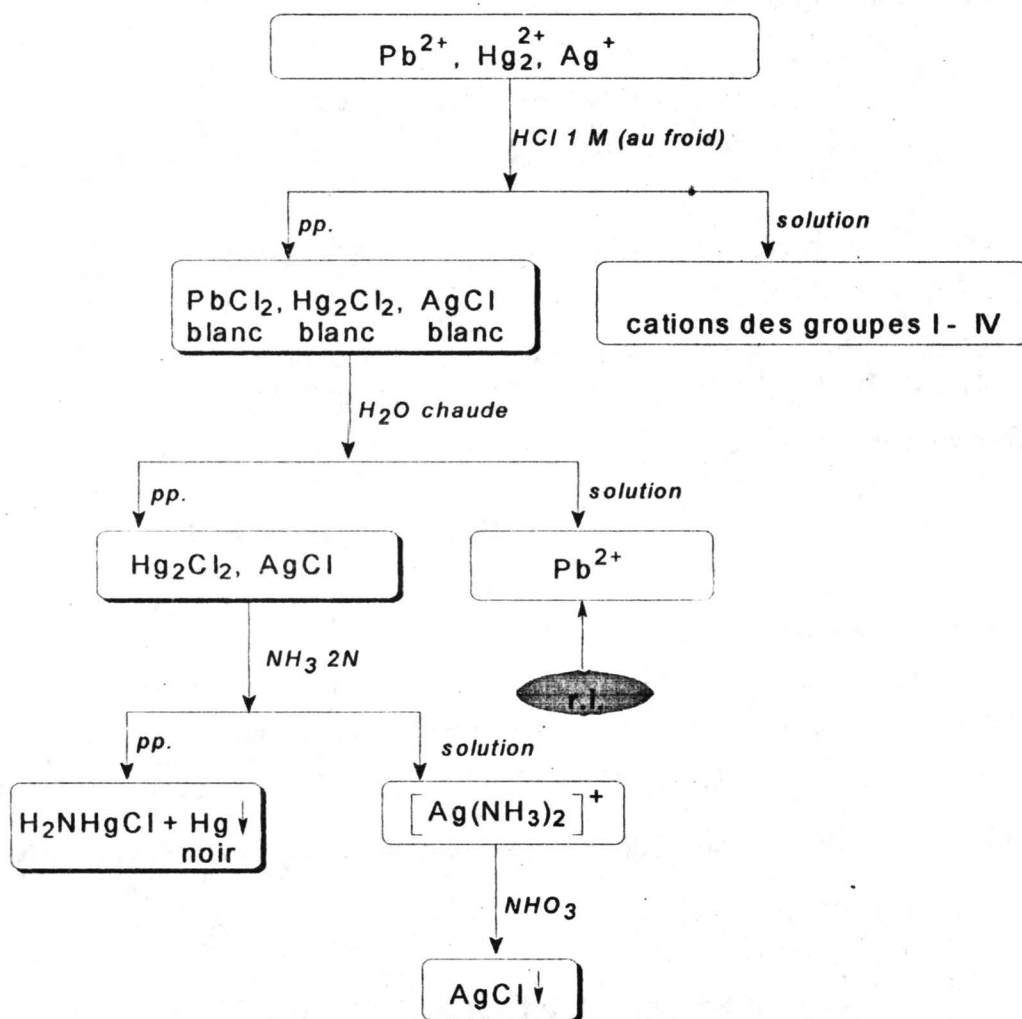 Pb²⁺, Hg₂²⁺, Ag⁺
HCl 1 M (au froid)
pp.
solution
PbCl₂, Hg₂Cl₂, AgCl
blanc blanc blanc
cations des groupes I - IV
H₂O chaude
pp.
solution
Hg₂Cl₂, AgCl
Pb²⁺
NH₃ 2N
r.l.
pp.
solution
H₂NHgCl + Hg ↓
noir
[Ag(NH₃)₂]⁺
NHO₃
AgCl ↓